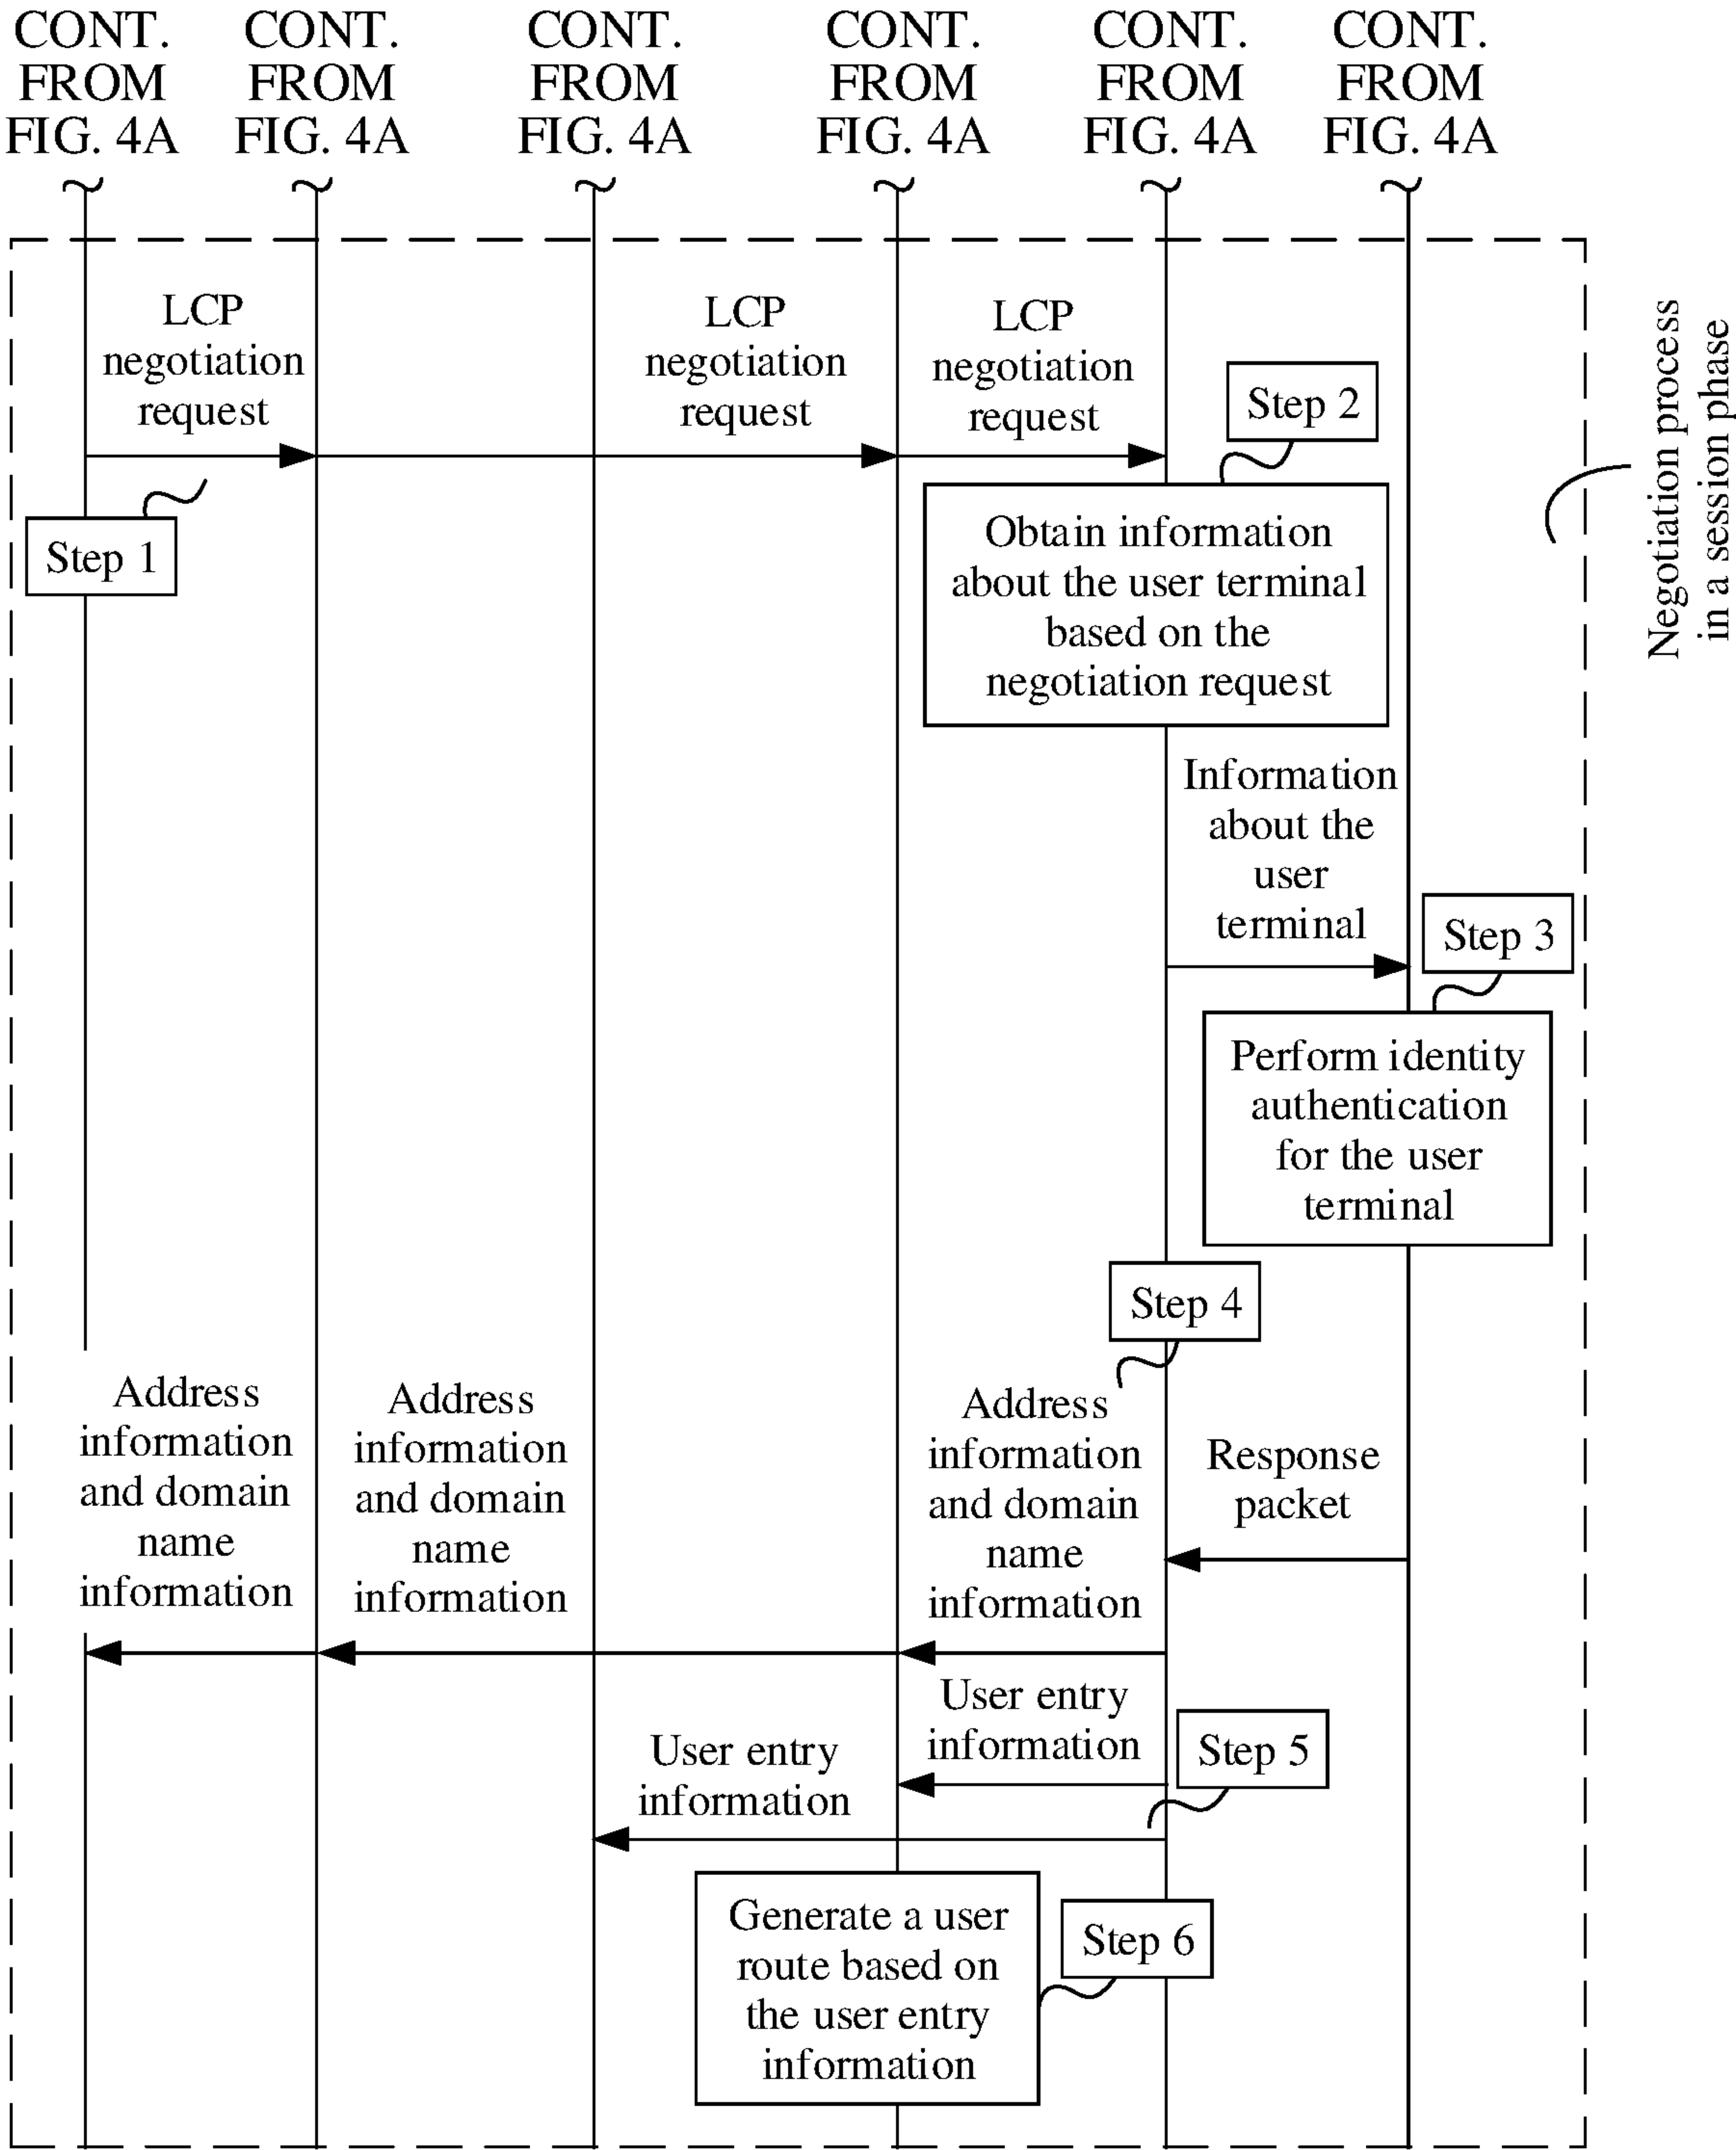 CONT.
FROM
FIG. 4A
CONT.
FROM
FIG. 4A
CONT.
FROM
FIG. 4A
CONT.
FROM
FIG. 4A
CONT.
FROM
FIG. 4A
CONT.
FROM
FIG. 4A
Negotiation process
in a session phase
LCP
negotiation
request
LCP
negotiation
request
LCP
negotiation
request
Step 1
Step 2
Obtain information
about the user terminal
based on the
negotiation request
Information
about the
user
terminal
Step 3
Perform identity
authentication
for the user
terminal
Step 4
Address
information
and domain
name
information
Address
information
and domain
name
information
Address
information
and domain
name
information
Response
packet
User entry
information
Step 5
User entry
information
Generate a user
route based on
the user entry
information
Step 6